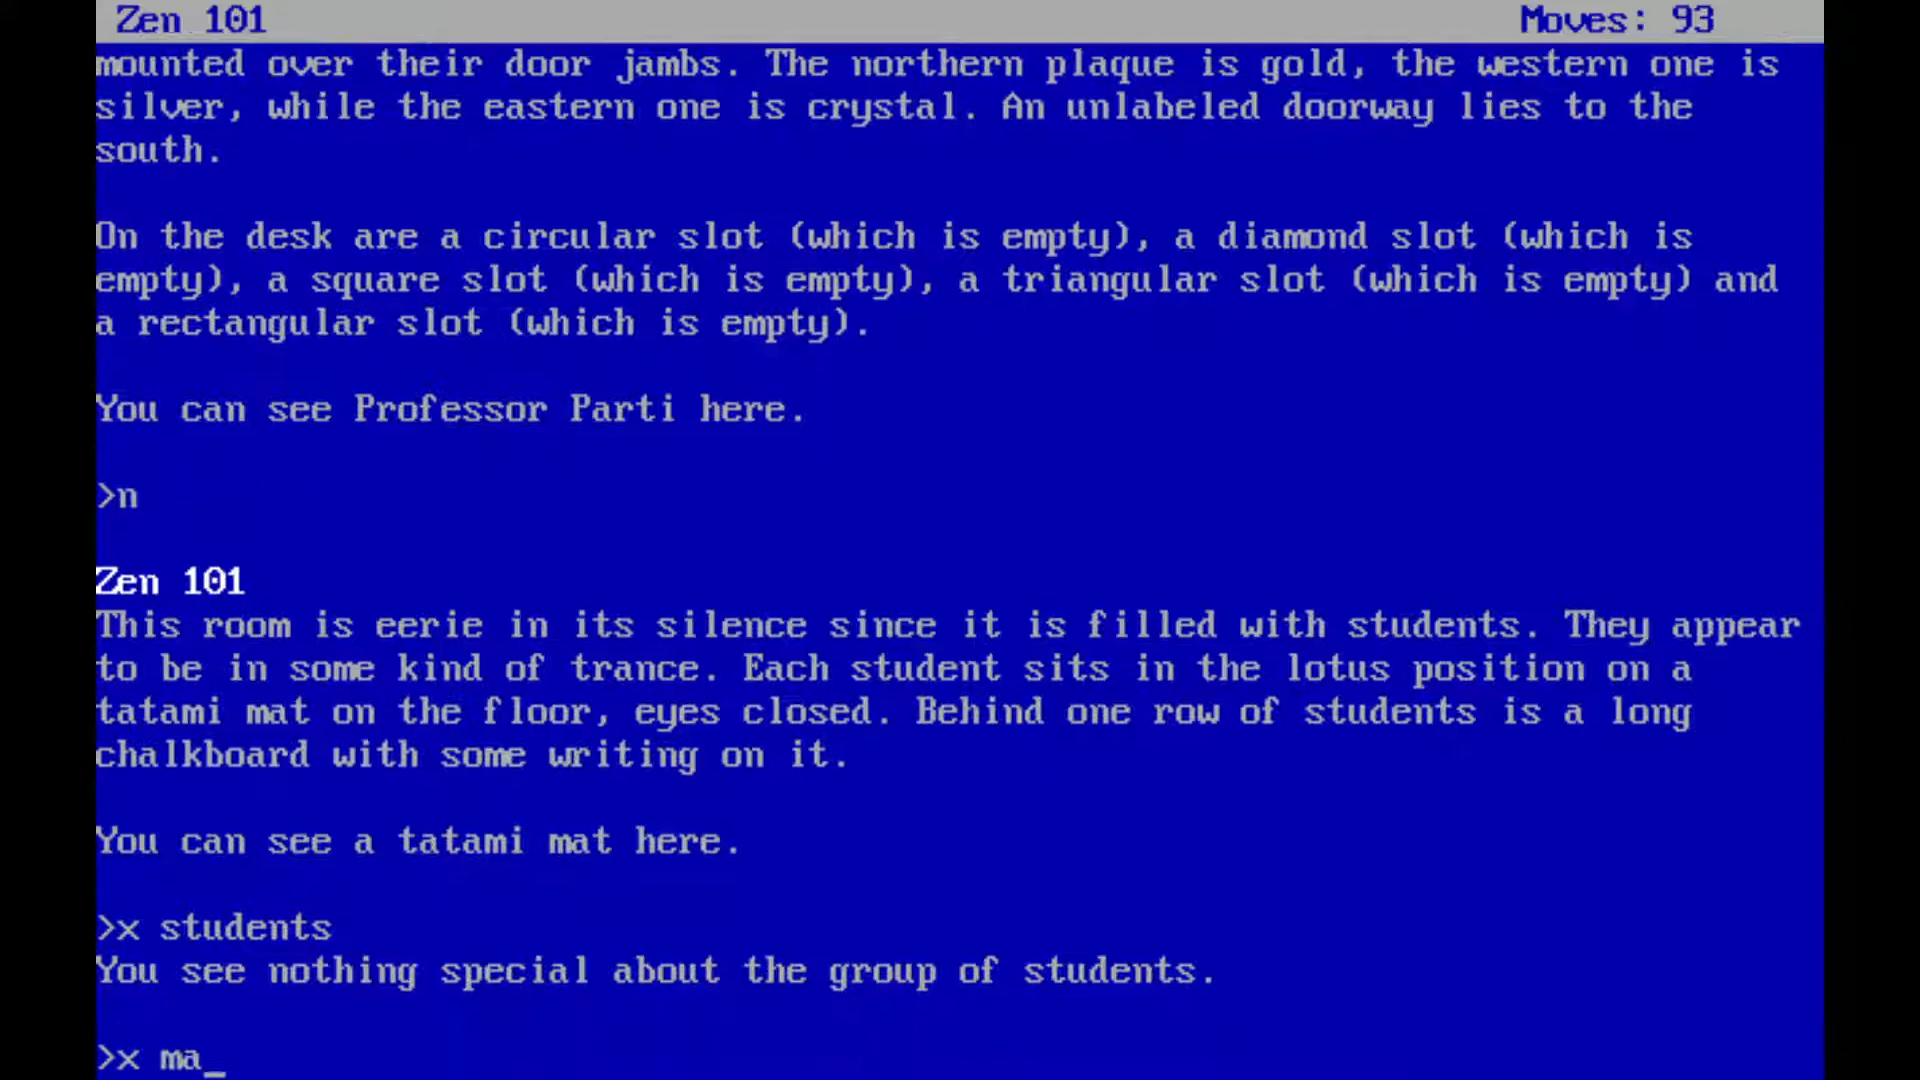 Zen 101 Moves: 93
mounted over their door jambs. The northern plaque is gold, the western one is
silver, while the eastern one is crystal. An unlabeled doorway lies to the
south.
On the desk are a circular slot (which is empty), a diamond slot (which is
empty), a square slot (which is empty), a triangular slot (which is empty) and
a rectangular slot (which is empty).
You can see Professor Parti here.
>n
Zen 101
This room is eerie in its silence since it is filled with students. They appear
to be in some kind of trance. Each student sits in the lotus position on a
tatami mat on the floor, eyes closed. Behind one row of students is a long
chalkboard with some writing on it.
You can see a tatami mat here.
>x students
You see nothing special about the group of students.
>x ma_